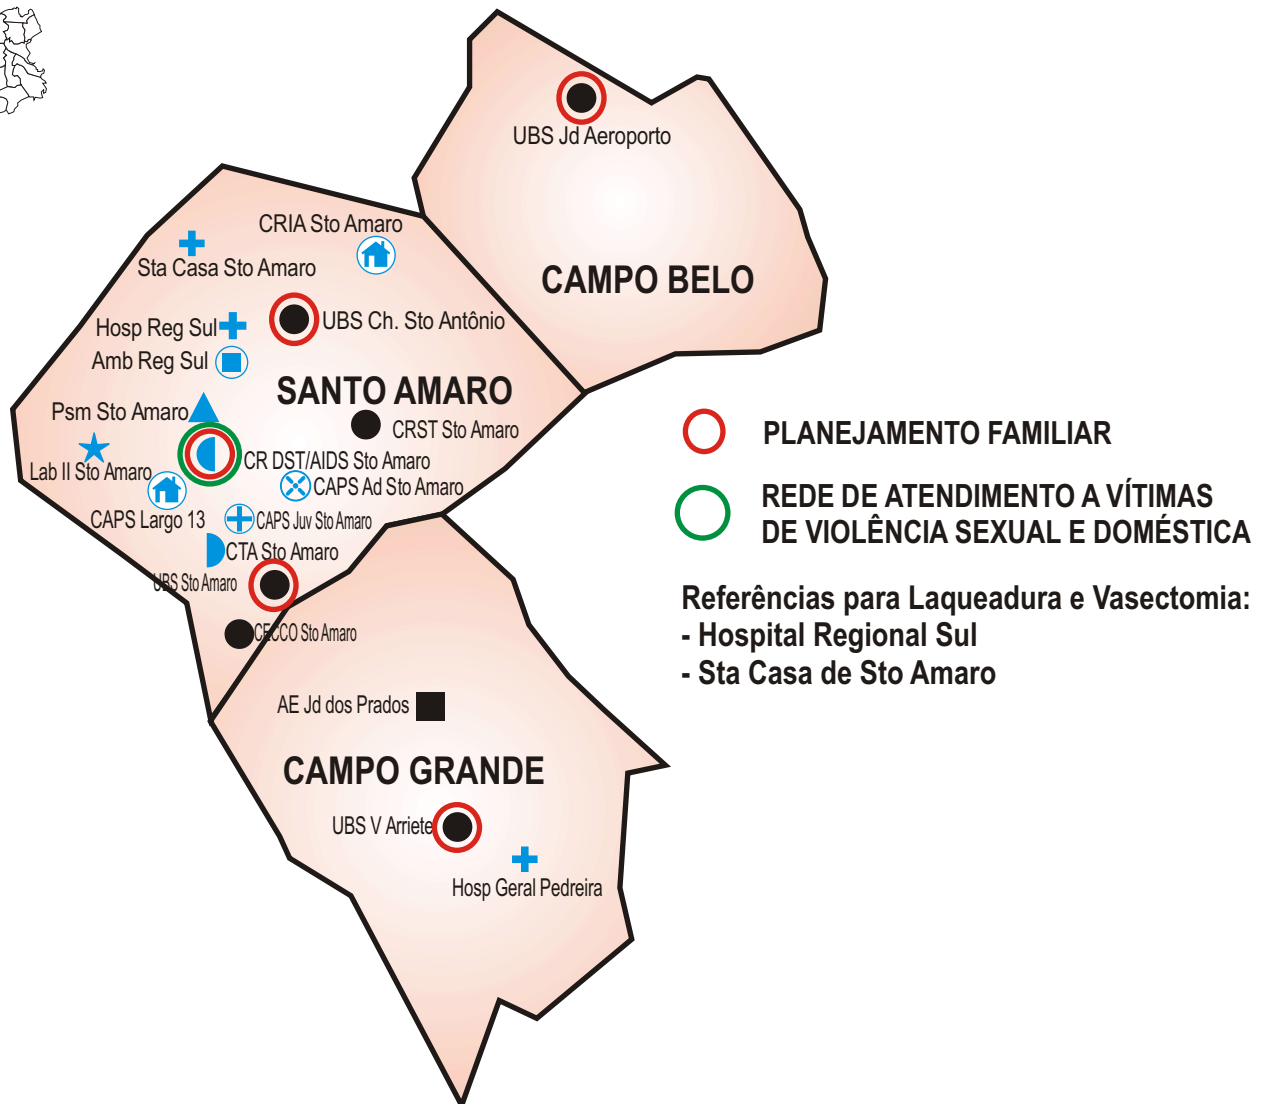 UBS Jd Aeroporto
CAMPO BELO
CRIA Sto Amaro
Sta Casa Sto Amaro
Hosp Reg Sul
UBS Ch. Sto Antônio
Amb Reg Sul
SANTO AMARO
Psm Sto Amaro
CRST Sto Amaro
Lab II Sto Amaro
CR DST/AIDS Sto Amaro
CAPS Ad Sto Amaro
CAPS Largo 13
CAPS Juv Sto Amaro
CTA Sto Amaro
UBS Sto Amaro
CECCO Sto Amaro
AE Jd dos Prados
CAMPO GRANDE
UBS V Arriete
Hosp Geral Pedreira
PLANEJAMENTO FAMILIAR
REDE DE ATENDIMENTO A VÍTIMAS
DE VIOLÊNCIA SEXUAL E DOMÉSTICA
Referências para Laqueadura e Vasectomia:
- Hospital Regional Sul
- Sta Casa de Sto Amaro